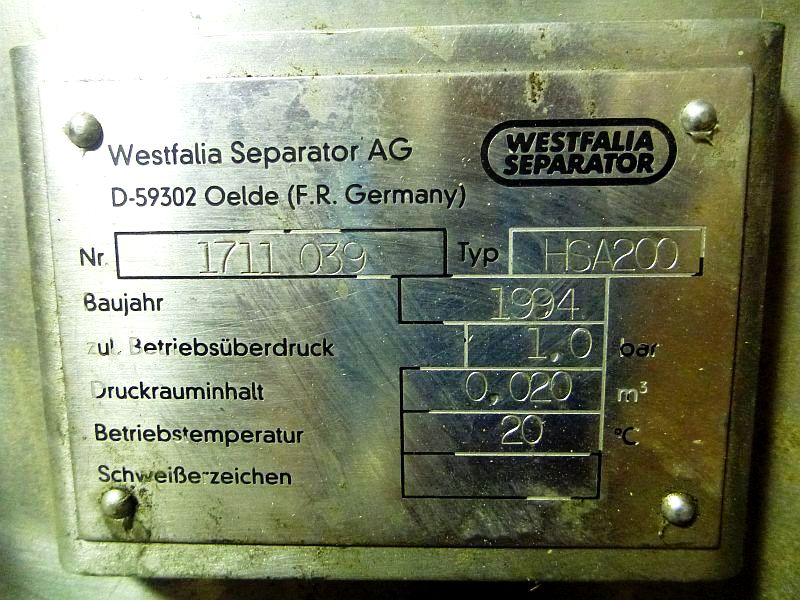 Westfalia Separator AG
WESTFALIA
SEPARATOR
D-59302 Oelde (F.R. Germany)
Nr. 1711 039 Typ HSA200
Baujahr 1994
zul. Betriebsüberdruck 1,0 bar
Druckrauminhalt 0,020 m³
Betriebstemperatur 20 °C
Schweißerzeichen